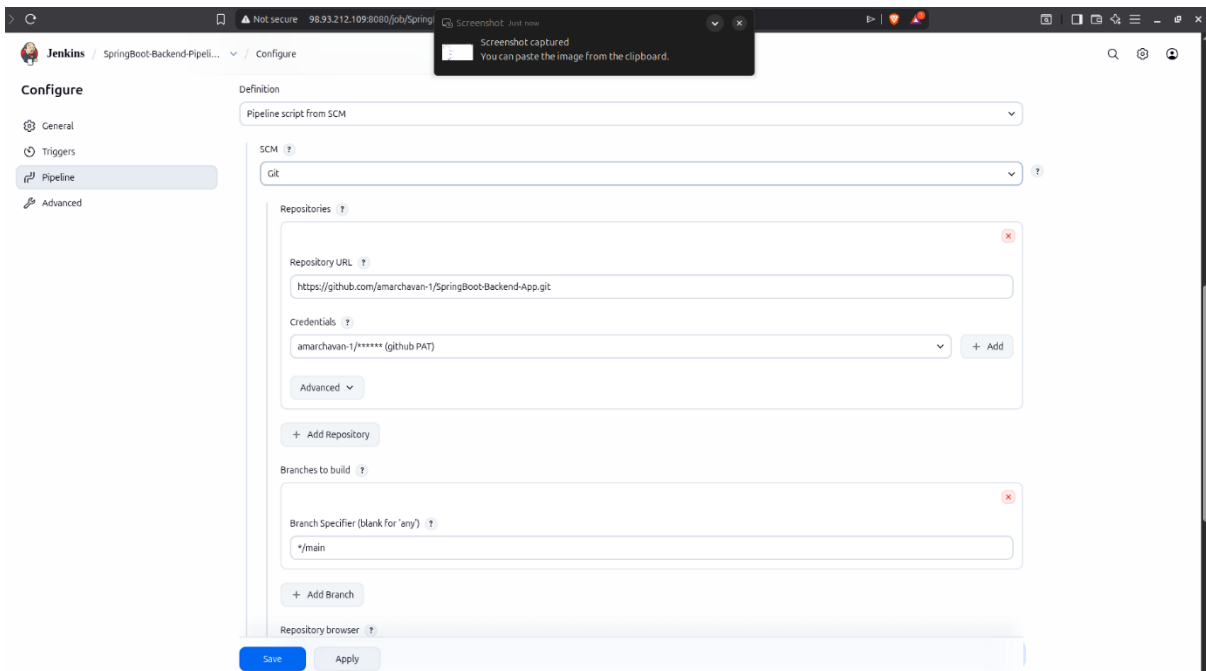 Not secure 98.93.212.109:8080/job/Springl
Screenshot Just now
Screenshot captured
You can paste the image from the clipboard.
Jenkins / SpringBoot-Backend-Pipeli... / Configure
Configure
General
Triggers
Pipeline
Advanced
Definition
Pipeline script from SCM
SCM ?
Git
?
Repositories ?
Repository URL ?
https://github.com/amarchavan-1/SpringBoot-Backend-App.git
Credentials ?
amarchavan-1/****** (github PAT)
+ Add
Advanced
+ Add Repository
Branches to build ?
Branch Specifier (blank for 'any') ?
*/main
+ Add Branch
Repository browser ?
Save Apply